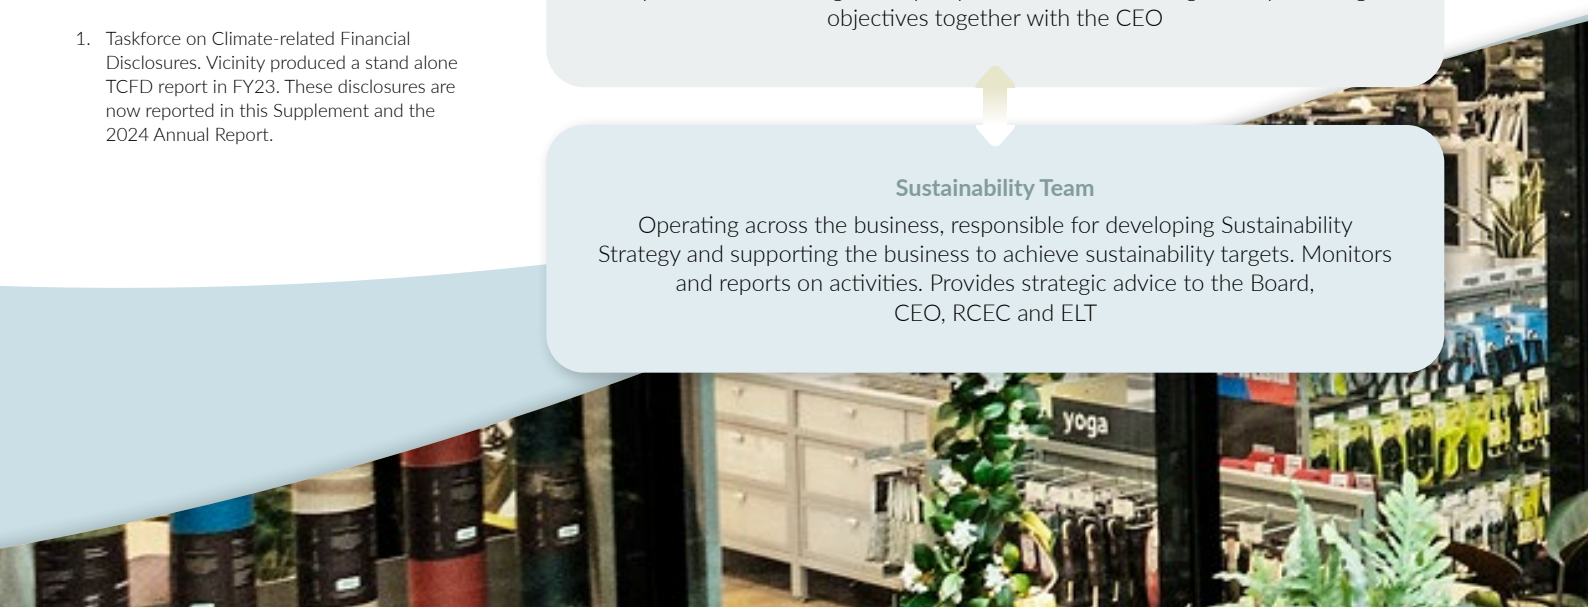 objectives together with the CEO
1. Taskforce on Climate-related Financial
Disclosures. Vicinity produced a stand alone
TCFD report in FY23. These disclosures are
now reported in this Supplement and the
2024 Annual Report.
Sustainability Team
Operating across the business, responsible for developing Sustainability
Strategy and supporting the business to achieve sustainability targets. Monitors
and reports on activities. Provides strategic advice to the Board,
CEO, RCEC and ELT
yoga